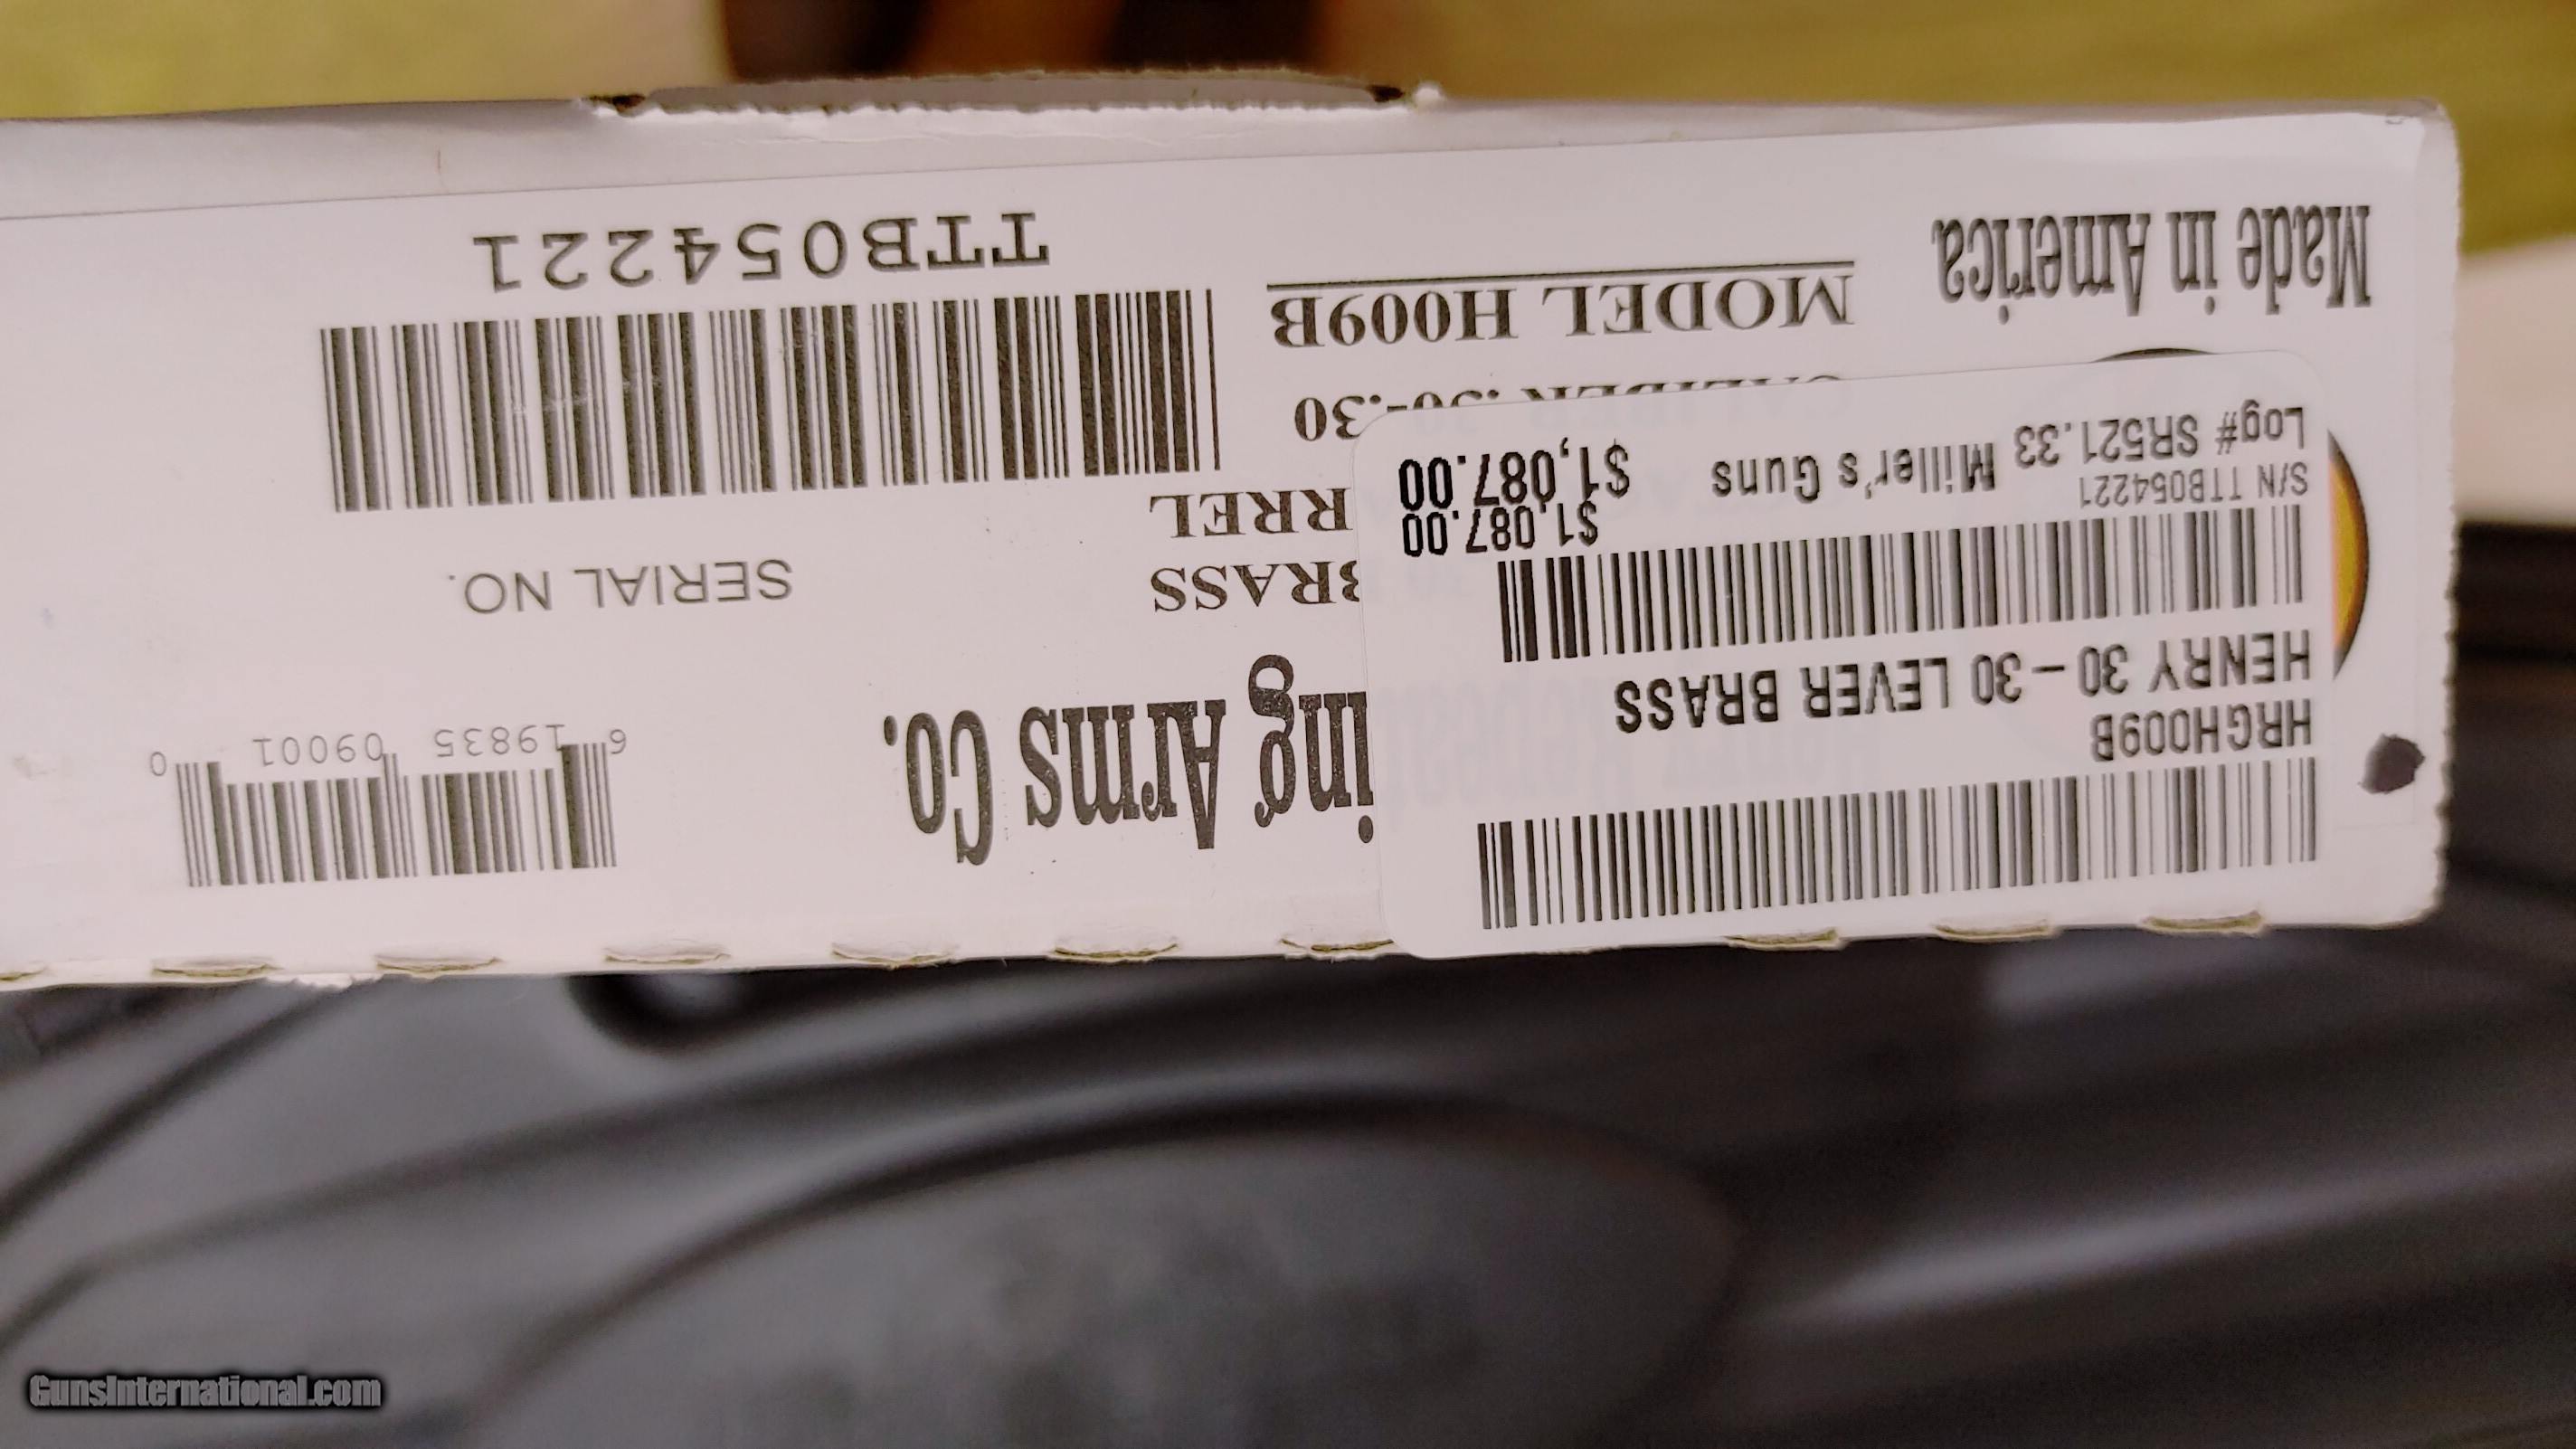 HRGH009B
HENRY 30-30 LEVER BRASS
$1,087.00
S/N TTB054221
Log# SR521.33 Miller's Guns $1,087.00
ing Arms Co.
6 19835 09001 0
BRASS
RREL
SERIAL NO.
CALIBER .30-.30
MODEL H009B
Made in America
TTB054221
GunsInternational.com